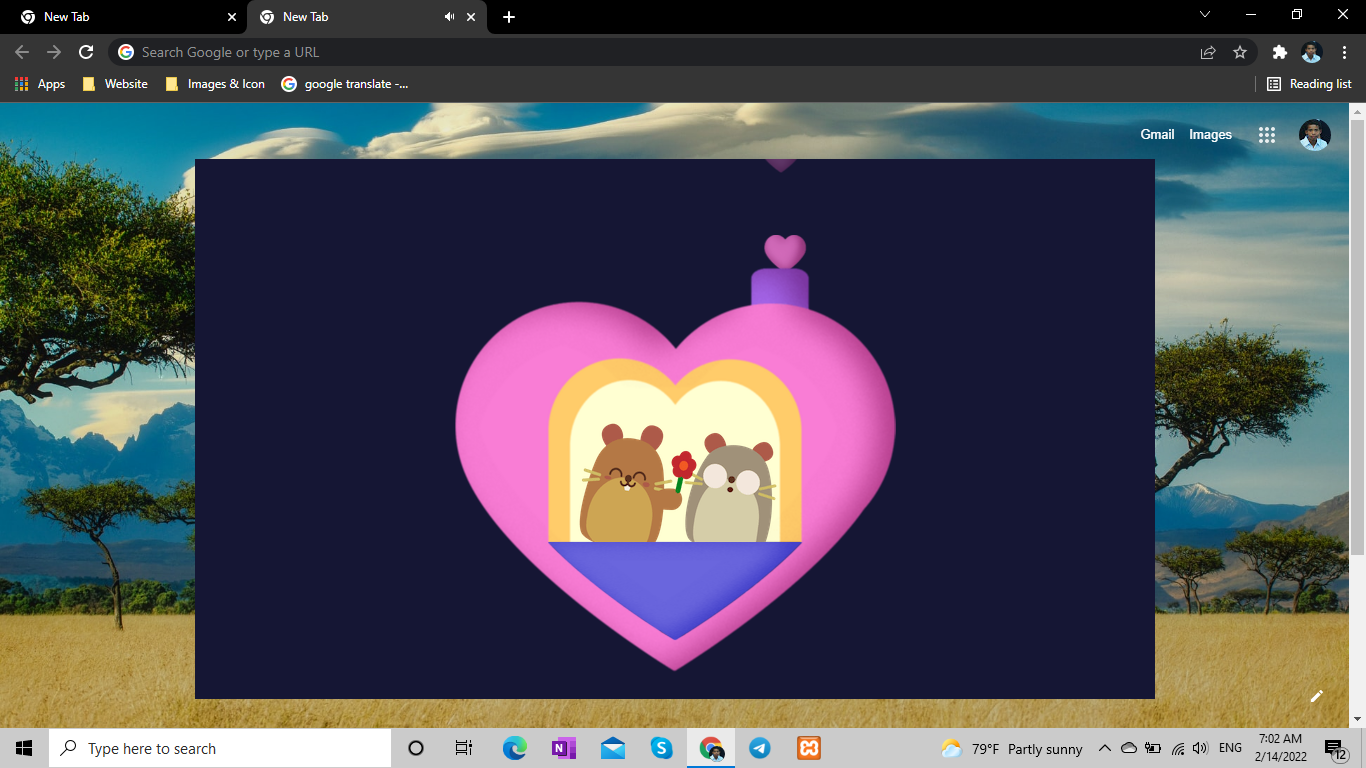 New Tab
New Tab
Search Google or type a URL
Apps
Website
Images & Icon
google translate -...
Reading list
Gmail
Images
Type here to search
79°F Partly sunny
ENG
7:02 AM
2/14/2022
12